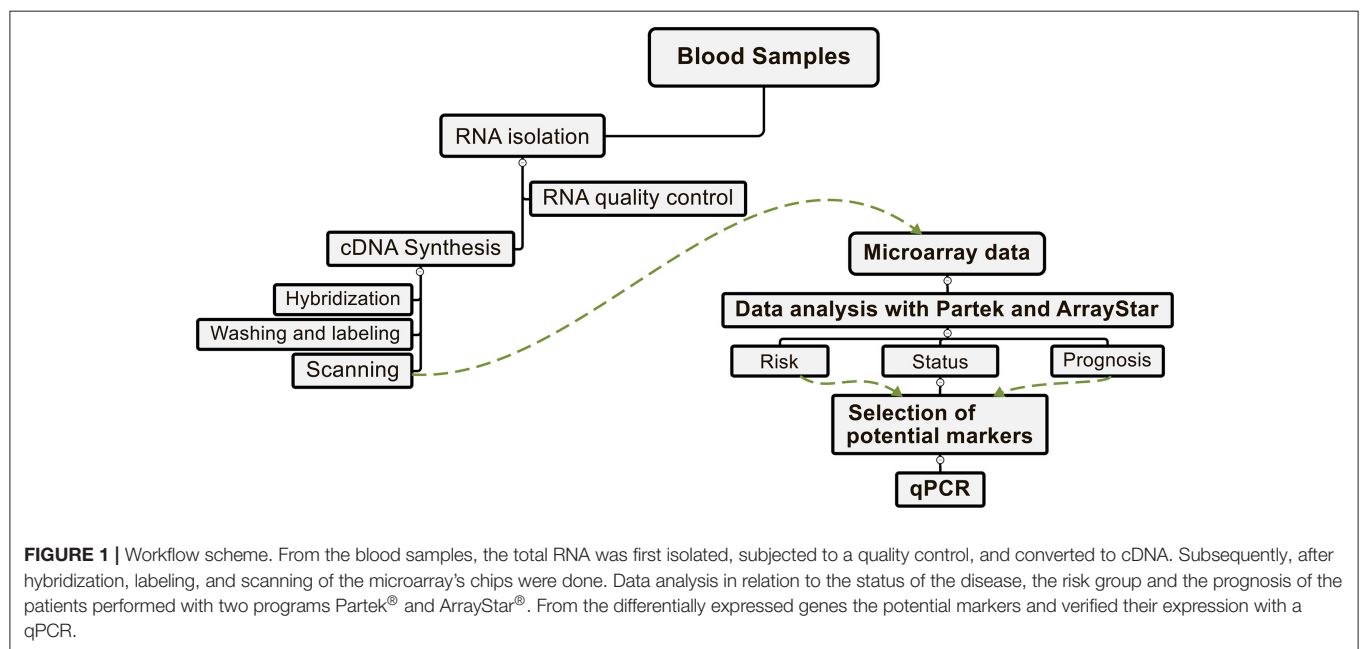 Blood Samples
RNA isolation
RNA quality control
cDNA Synthesis
Hybridization
Washing and labeling
Scanning
Microarray data
Data analysis with Partek and ArrayStar
Risk
Status
Prognosis
Selection of
potential markers
qPCR
FIGURE 1 | Workflow scheme. From the blood samples, the total RNA was first isolated, subjected to a quality control, and converted to cDNA. Subsequently, after
hybridization, labeling, and scanning of the microarray's chips were done. Data analysis in relation to the status of the disease, the risk group and the prognosis of the
patients performed with two programs Partek® and ArrayStar®. From the differentially expressed genes the potential markers and verified their expression with a
qPCR.